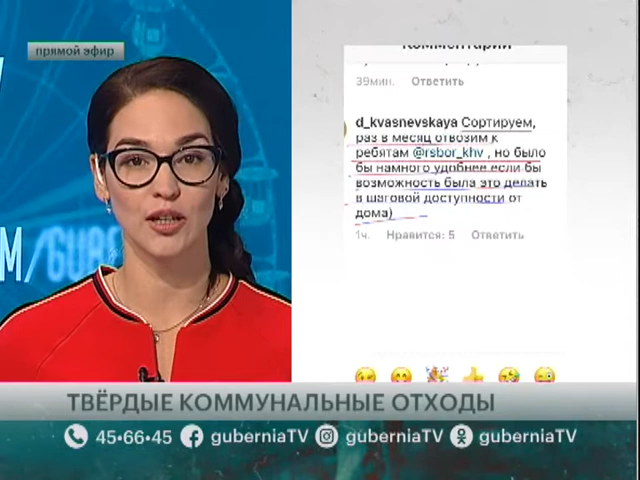 прямой эфир
Комментарии
39мин. Ответить
d_kvasnevskaya Сортируем,
раз в месяц отвозим к
ребятам @rsbor_khv , но было
бы намного удобнее если бы
возможность была это делать
в шаговой доступности от
дома)
1ч. Нравится: 5 Ответить
M/GUB
ТВЁРДЫЕ КОММУНАЛЬНЫЕ ОТХОДЫ
45•66•45 guberniaTV guberniaTV guberniaTV